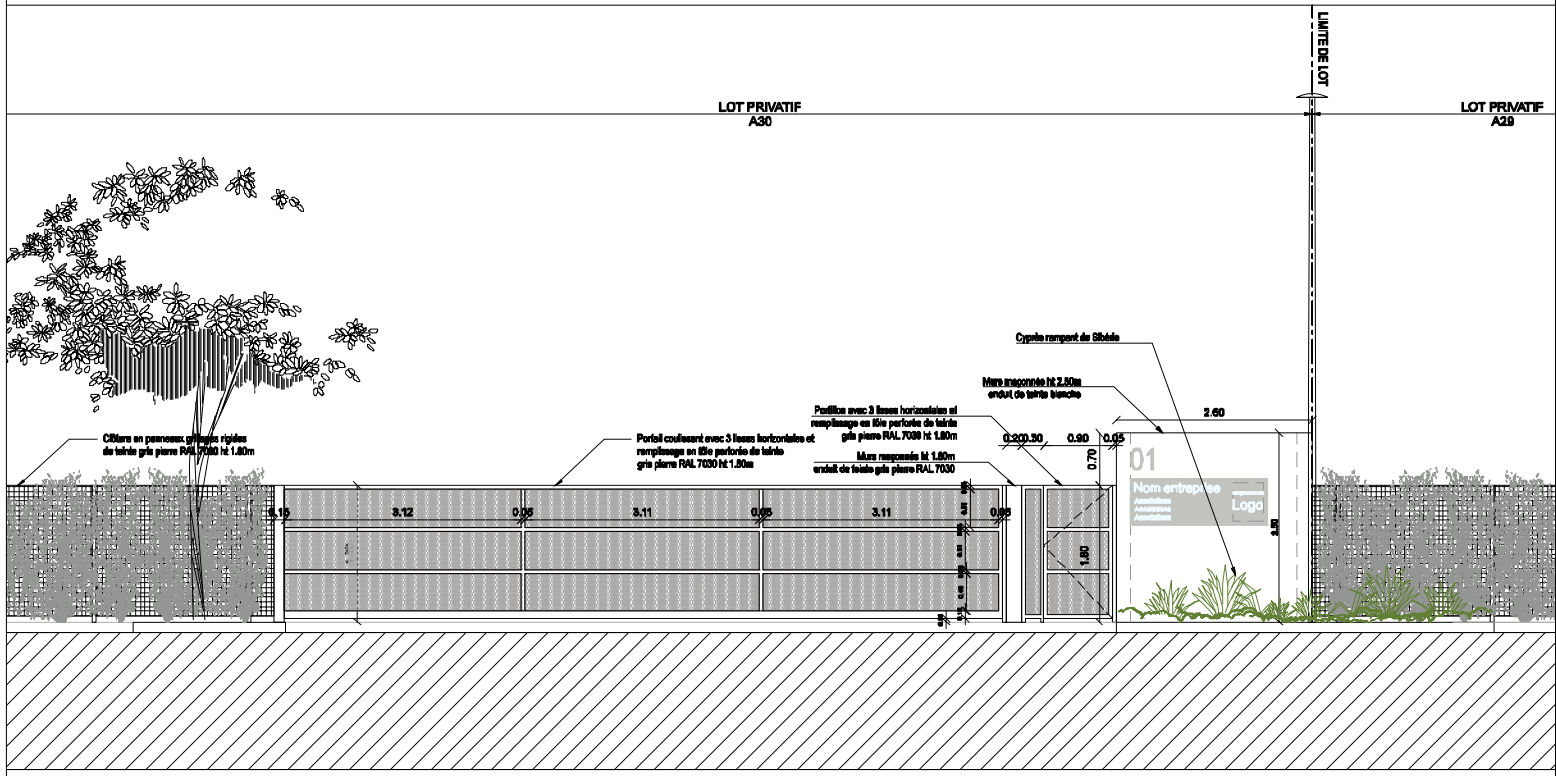 LIMITE DE LOT
LOT PRIVATIF
A30
LOT PRIVATIF
A29
Cyprès rampant de Sibérie
Murs maçonnés ht 2.50m
enduit de teinte blanche
2.60
Portillon avec 3 lisses horizontales et
remplissage en tôle perforée de teinte
gris pierre RAL 7030 ht 1.80m
0.20 0.30 0.90 0.05
0.70
Clôture en panneaux grillages rigides
de teinte gris pierre RAL 7030 ht 1.80m
Portail coulissant avec 3 lisses horizontales et
remplissage en tôle perforée de teinte
gris pierre RAL 7030 ht 1.80m
Murs maçonnés ht 1.80m
enduit de teinte gris pierre RAL 7030
01
Nom entreprise
Logo
0.15 3.12 0.05 3.11 0.05 3.11 0.05
1.80
2.50